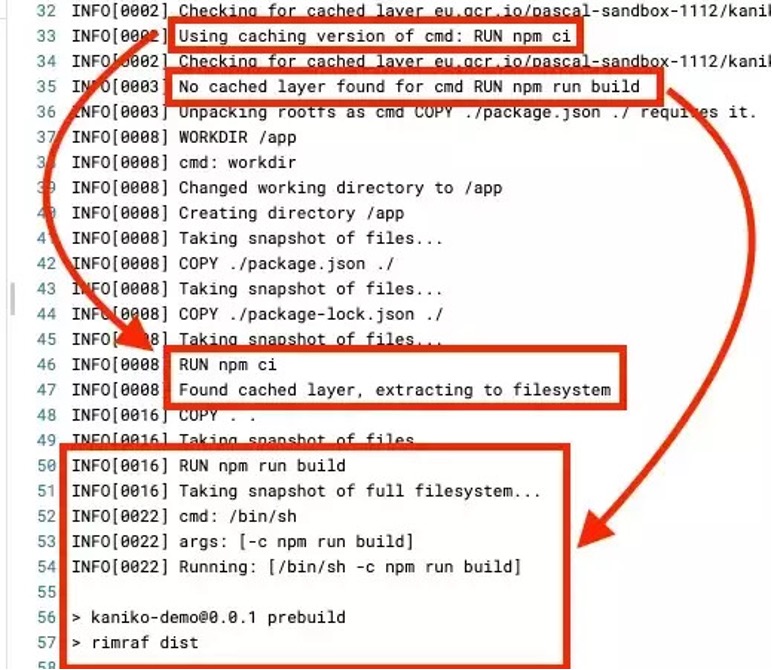 32 INFO[0002] Checking for cached layer eu.gcr.io/pascal-sandbox-1112/kanik
33 INFO[0002] Using caching version of cmd: RUN npm ci
34 INFO[0002] Checking for cached layer eu.gcr.io/pascal-sandbox-1112/kanik
35 INFO[0003] No cached layer found for cmd RUN npm run build
36 INFO[0003] Unpacking rootfs as cmd COPY ./package.json ./ requires it.
37 INFO[0008] WORKDIR /app
38 INFO[0008] cmd: workdir
39 INFO[0008] Changed working directory to /app
40 INFO[0008] Creating directory /app
41 INFO[0008] Taking snapshot of files...
42 INFO[0008] COPY ./package.json ./
43 INFO[0008] Taking snapshot of files...
44 INFO[0008] COPY ./package-lock.json ./
45 INFO[0008] Taking snapshot of files...
46 INFO[0008] RUN npm ci
47 INFO[0008] Found cached layer, extracting to filesystem
48 INFO[0016] COPY . .
49 INFO[0016] Taking snapshot of files...
50 INFO[0016] RUN npm run build
51 INFO[0016] Taking snapshot of full filesystem...
52 INFO[0022] cmd: /bin/sh
53 INFO[0022] args: [-c npm run build]
54 INFO[0022] Running: [/bin/sh -c npm run build]
55
56 > kaniko-demo@0.0.1 prebuild
57 > rimraf dist
58